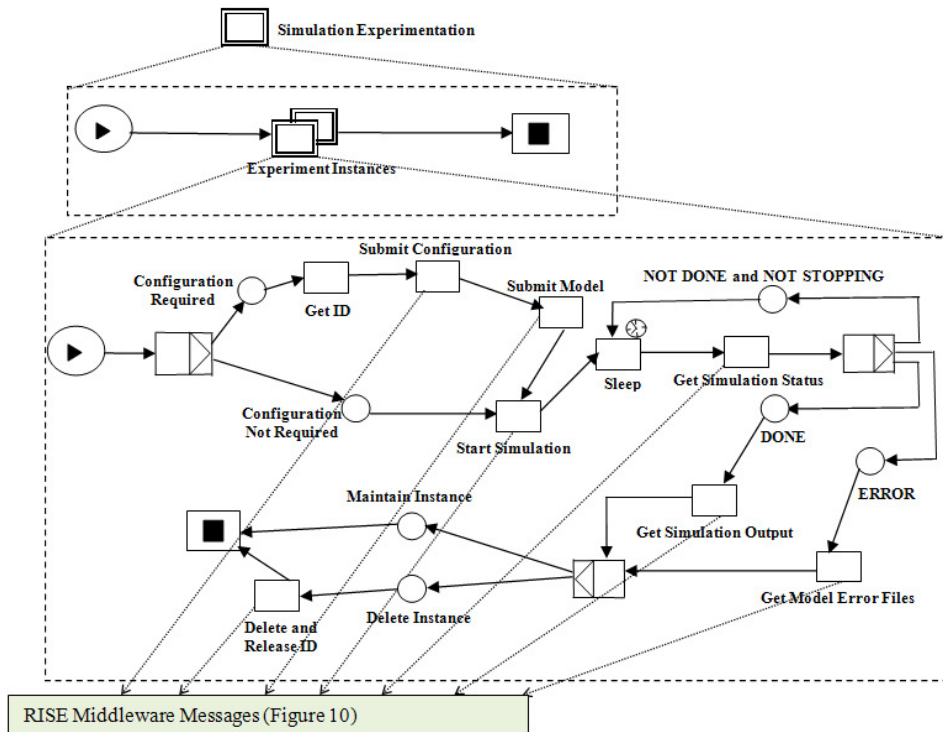 Simulation Experimentation
Experiment Instances
Submit Configuration
Configuration
Required
Get ID
Submit Model
NOT DONE and NOT STOPPING
Sleep
Get Simulation Status
Configuration
Not Required
Start Simulation
DONE
ERROR
Maintain Instance
Get Simulation Output
Get Model Error Files
Delete and
Release ID
Delete Instance
RISE Middleware Messages (Figure 10)